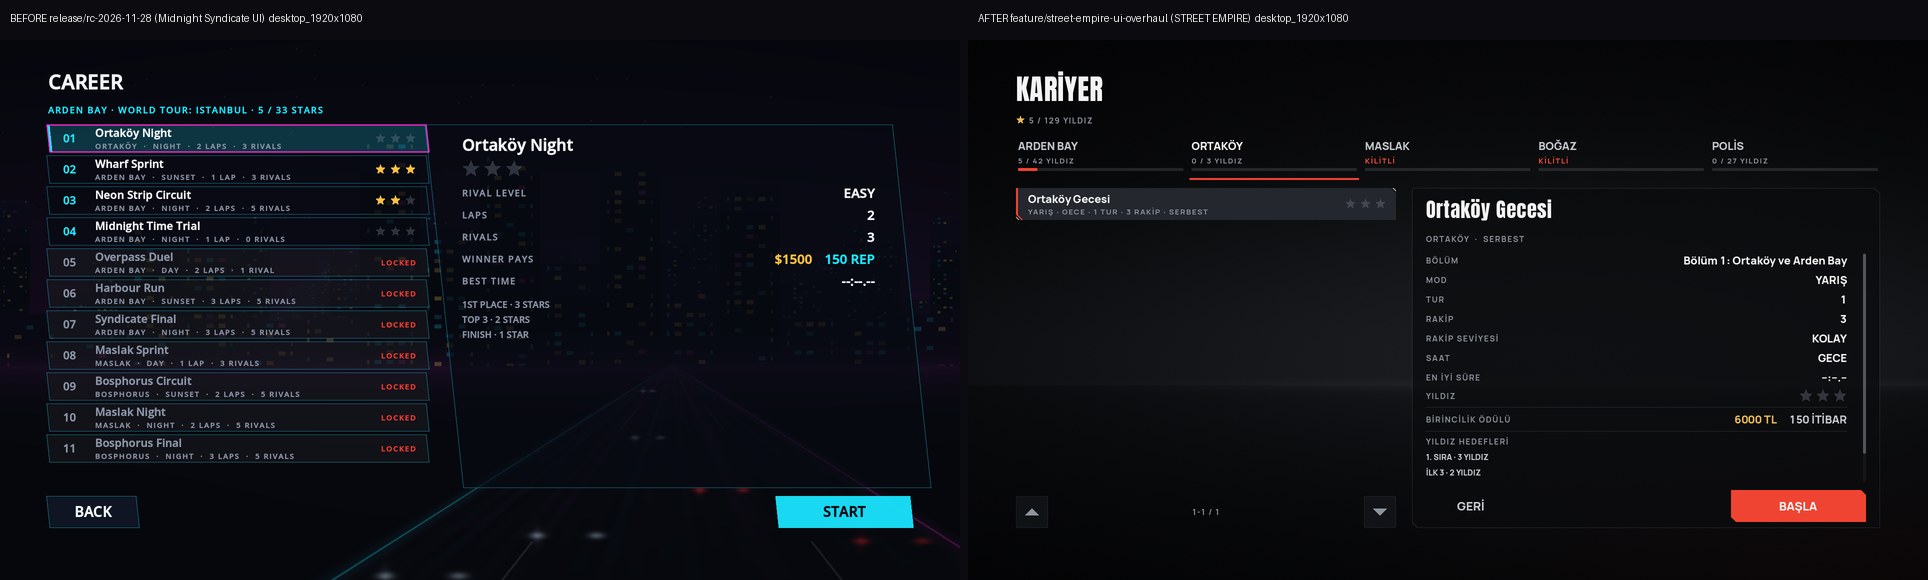 BEFORE release/rc-2026-11-28 (Midnight Syndicate UI) desktop_1920x1080
CAREER
ARDEN BAY · WORLD TOUR: ISTANBUL · 5 / 33 STARS
01 Ortaköy Night
ORTAKÖY · NIGHT · 2 LAPS · 3 RIVALS
02 Wharf Sprint
ARDEN BAY · SUNSET · 1 LAP · 3 RIVALS
03 Neon Strip Circuit
ARDEN BAY · NIGHT · 2 LAPS · 5 RIVALS
04 Midnight Time Trial
ARDEN BAY · NIGHT · 1 LAP · 0 RIVALS
05 Overpass Duel LOCKED
ARDEN BAY · DAY · 2 LAPS · 1 RIVAL
06 Harbour Run LOCKED
ARDEN BAY · SUNSET · 3 LAPS · 5 RIVALS
07 Syndicate Final LOCKED
ARDEN BAY · NIGHT · 3 LAPS · 5 RIVALS
08 Maslak Sprint LOCKED
MASLAK · DAY · 1 LAP · 3 RIVALS
09 Bosphorus Circuit LOCKED
BOSPHORUS · SUNSET · 2 LAPS · 5 RIVALS
10 Maslak Night LOCKED
MASLAK · NIGHT · 2 LAPS · 5 RIVALS
11 Bosphorus Final LOCKED
BOSPHORUS · NIGHT · 3 LAPS · 5 RIVALS
Ortaköy Night
RIVAL LEVEL EASY
LAPS 2
RIVALS 3
WINNER PAYS $1500 150 REP
BEST TIME --:--.--
1ST PLACE · 3 STARS
TOP 3 · 2 STARS
FINISH · 1 STAR
BACK
START
AFTER feature/street-empire-ui-overhaul (STREET EMPIRE) desktop_1920x1080
KARİYER
5 / 129 YILDIZ
ARDEN BAY
5 / 42 YILDIZ
ORTAKÖY
0 / 3 YILDIZ
MASLAK
KİLİTLİ
BOĞAZ
KİLİTLİ
POLİS
0 / 27 YILDIZ
Ortaköy Gecesi
YARIŞ · GECE · 1 TUR · 3 RAKİP · SERBEST
1-1 / 1
Ortaköy Gecesi
ORTAKÖY · SERBEST
BÖLÜM Bölüm 1: Ortaköy ve Arden Bay
MOD YARIŞ
TUR 1
RAKİP 3
RAKİP SEVİYESİ KOLAY
SAAT GECE
EN İYİ SÜRE -:-.-
YILDIZ
BİRİNCİLİK ÖDÜLÜ 6000 TL 150 İTİBAR
YILDIZ HEDEFLERİ
1. SIRA · 3 YILDIZ
İLK 3 · 2 YILDIZ
GERİ
BAŞLA